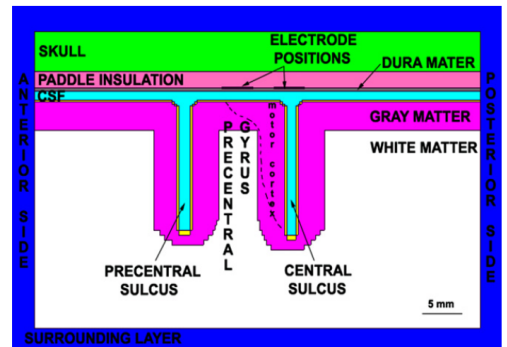 SKULL
ELECTRODE
POSITIONS
DURA MATER
PADDLE INSULATION
CSF
ANTERIOR SIDE
POSTERIOR SIDE
GRAY MATTER
WHITE MATTER
motor cortex
PRECENTRAL
GYRUS
PRECENTRAL
SULCUS
CENTRAL
SULCUS
5 mm
SURROUNDING LAYER